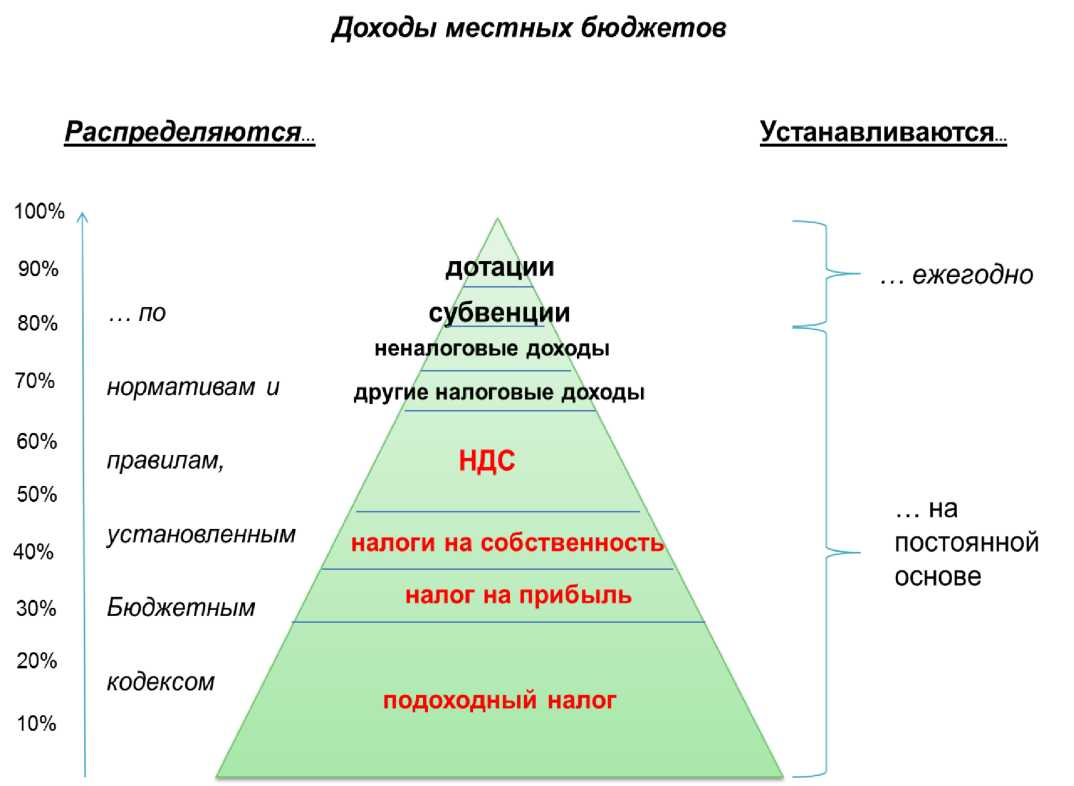 Доходы местных бюджетов
Распределяются...
Устанавливаются...
100%
90%
80%
70%
60%
50%
40%
30%
20%
10%
… по
нормативам и
правилам,
установленным
Бюджетным
кодексом
дотации
субвенции
неналоговые доходы
другие налоговые доходы
НДС
налоги на собственность
налог на прибыль
подоходный налог
… ежегодно
… на
постоянной
основе